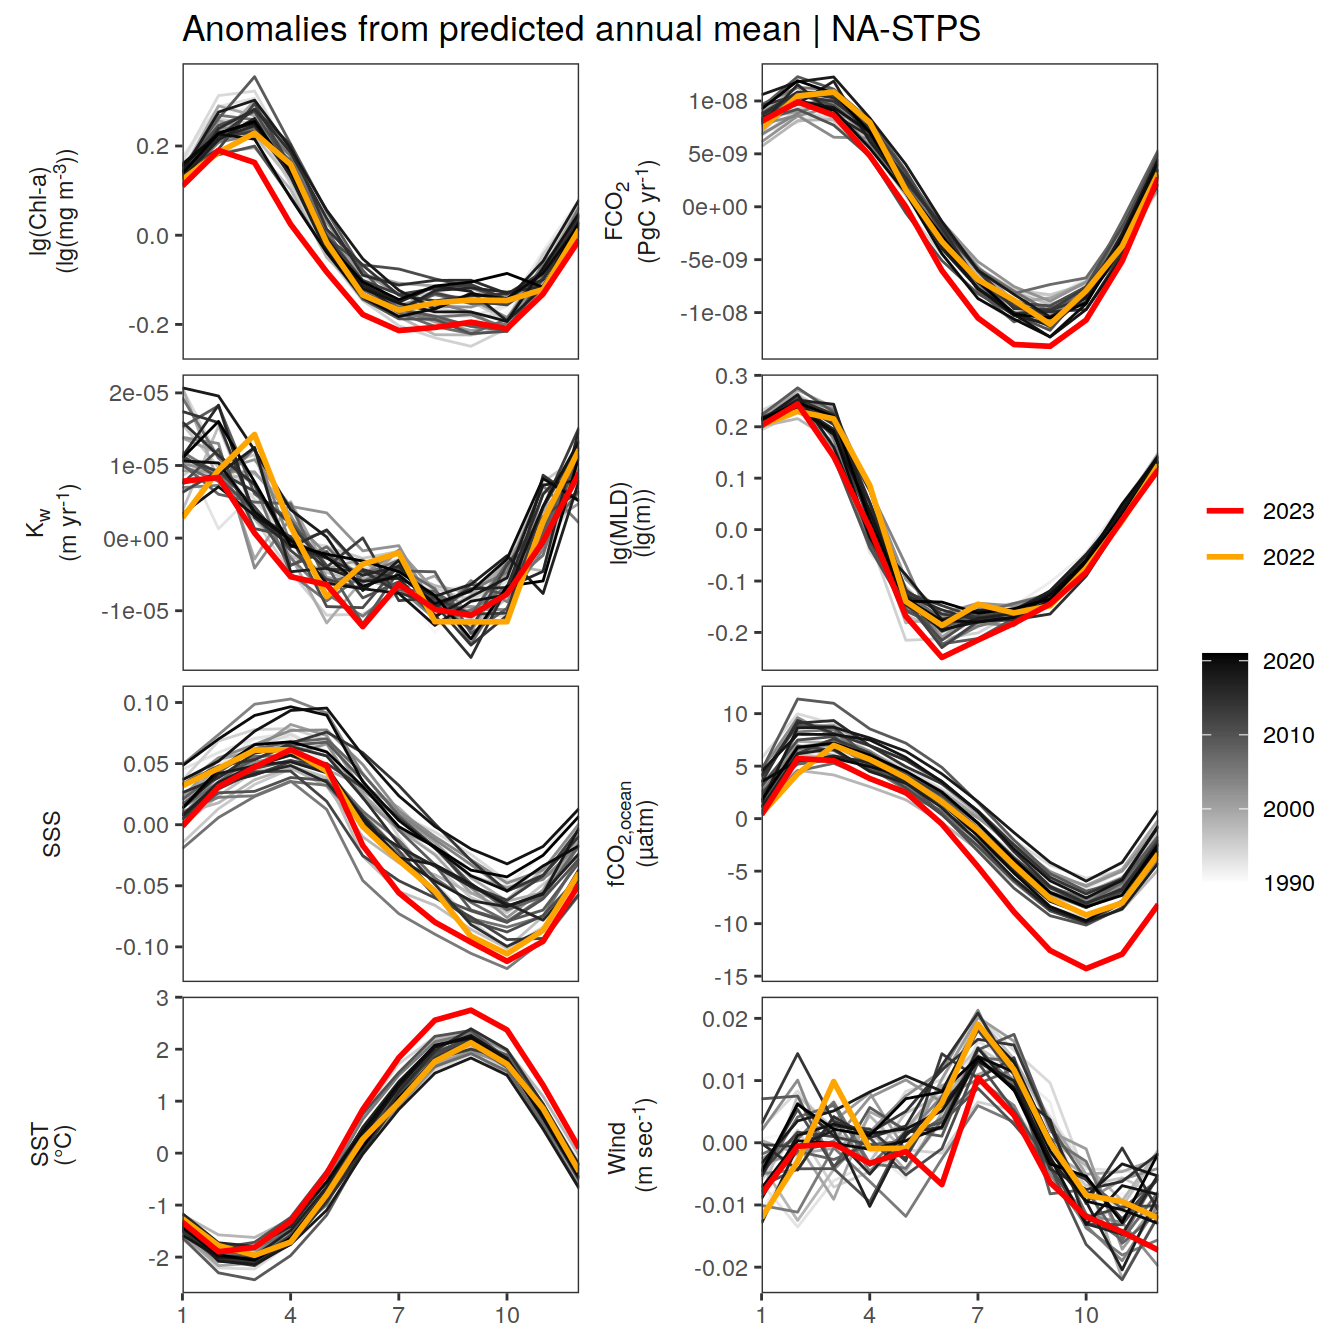 Anomalies from predicted annual mean | NA-STPS
lg(Chl-a)
(lg(mg m-3))
0.2
0.0
-0.2
FCO2
(PgC yr-1)
1e-08
5e-09
0e+00
-5e-09
-1e-08
Kw
(m yr-1)
2e-05
1e-05
0e+00
-1e-05
lg(MLD)
(lg(m))
0.3
0.2
0.1
0.0
-0.1
-0.2
SSS
0.10
0.05
0.00
-0.05
-0.10
fCO2,ocean
(µatm)
10
5
0
-5
-10
-15
SST
(°C)
3
2
1
0
-1
-2
1 4 7 10
Wind
(m sec-1)
0.02
0.01
0.00
-0.01
-0.02
1 4 7 10
2023
2022
2020
2010
2000
1990